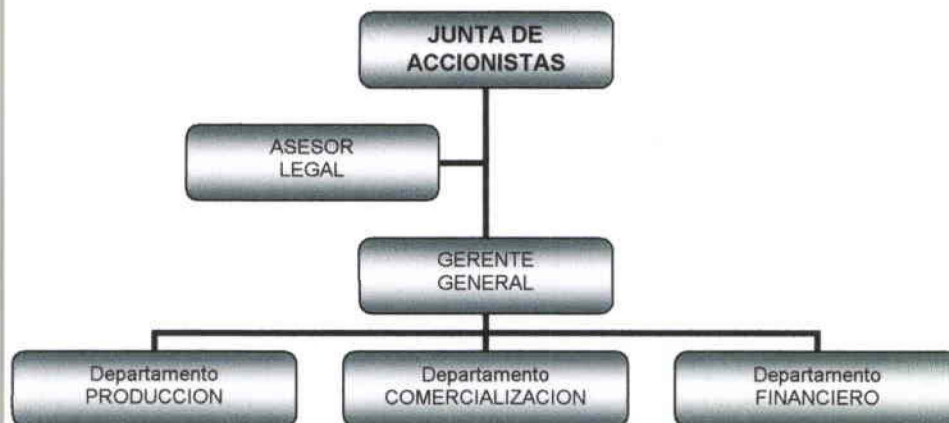 JUNTA DE
ACCIONISTAS
ASESOR
LEGAL
GERENTE
GENERAL
Departamento
PRODUCCION
Departamento
COMERCIALIZACION
Departamento
FINANCIERO